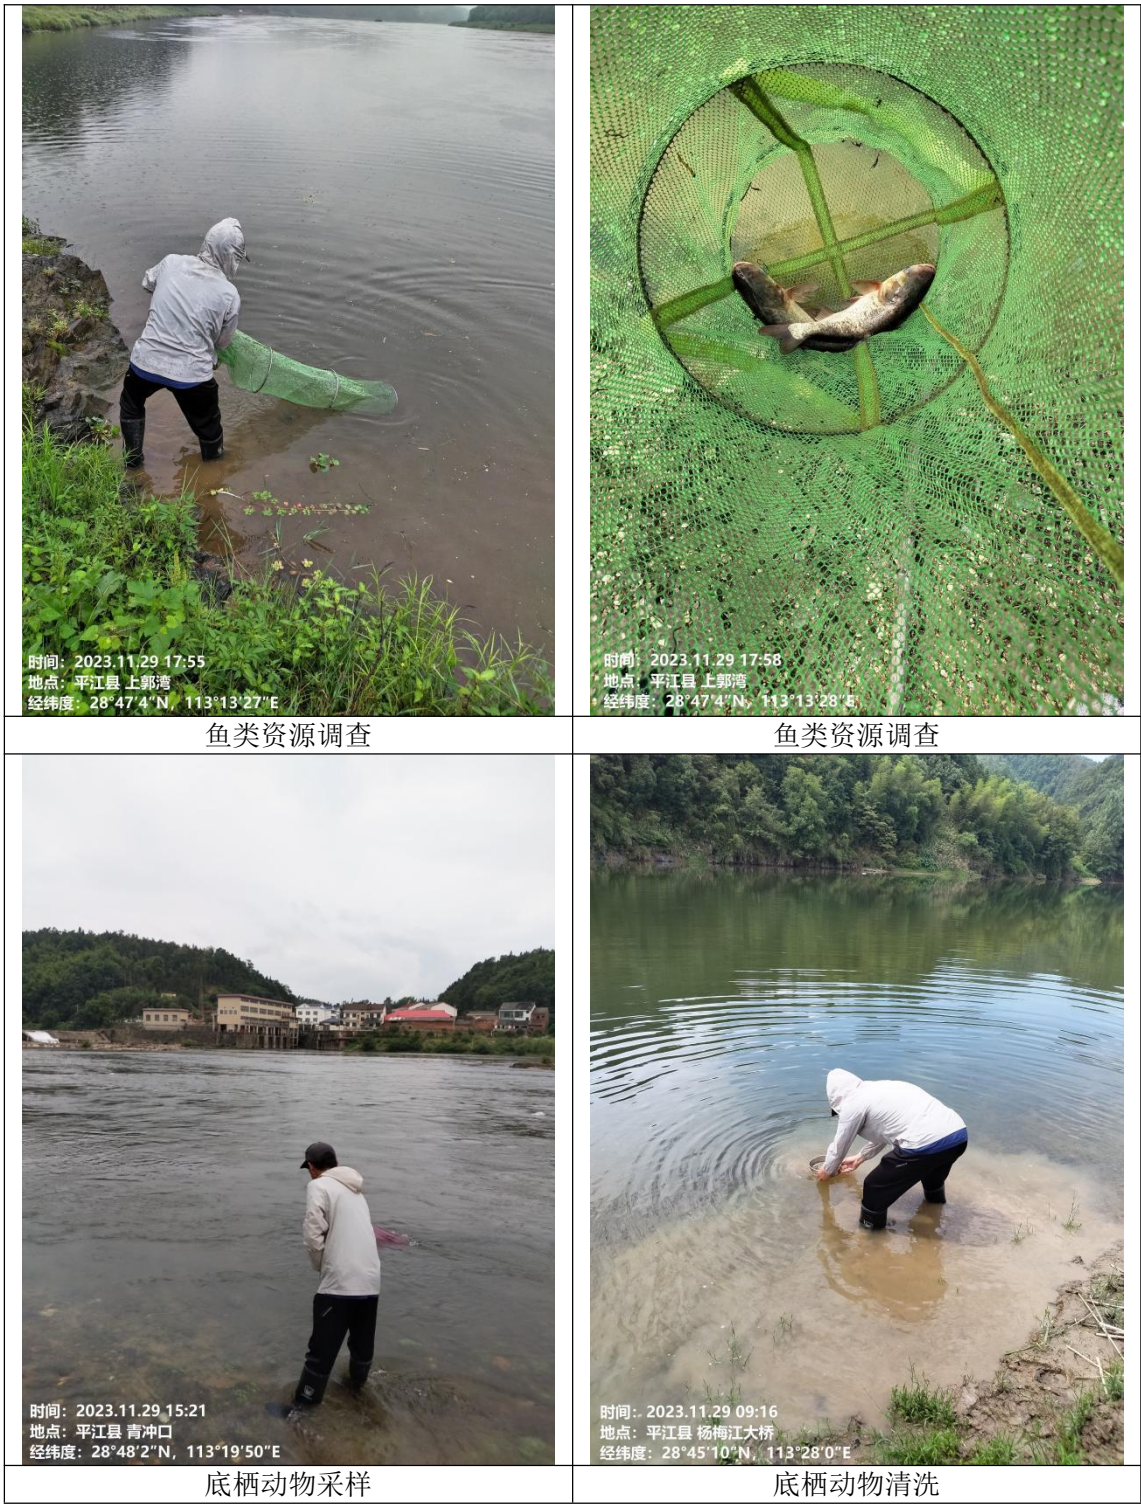 时间：2023.11.29 17:55
地点：平江县 上郭湾
经纬度：28°47'4"N，113°13'27"E
时间：2023.11.29 17:58
地点：平江县 上郭湾
经纬度：28°47'4"N，113°13'28"E
鱼类资源调查
鱼类资源调查
时间：2023.11.29 15:21
地点：平江县 青冲口
经纬度：28°48'2"N，113°19'50"E
时间：2023.11.29 09:16
地点：平江县 杨梅江大桥
经纬度：28°45'10"N，113°28'0"E
底栖动物采样
底栖动物清洗